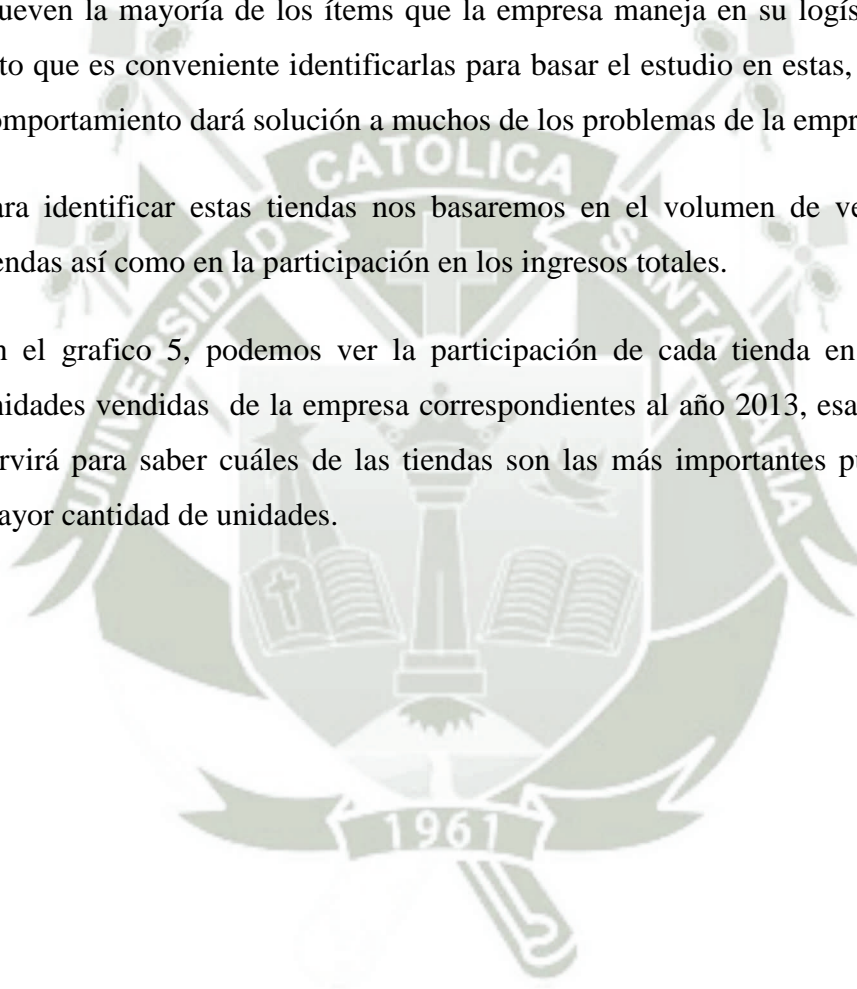 ueven la mayoría de los ítems que la empresa maneja en su logís
to que es conveniente identificarlas para basar el estudio en estas,
omportamiento dará solución a muchos de los problemas de la empr
ara identificar estas tiendas nos basaremos en el volumen de ve
endas así como en la participación en los ingresos totales.
n el grafico 5, podemos ver la participación de cada tienda en
nidades vendidas de la empresa correspondientes al año 2013, esa
rvirá para saber cuáles de las tiendas son las más importantes pu
ayor cantidad de unidades.
UNIVERSIDAD CATOLICA SANTA MARIA
1961